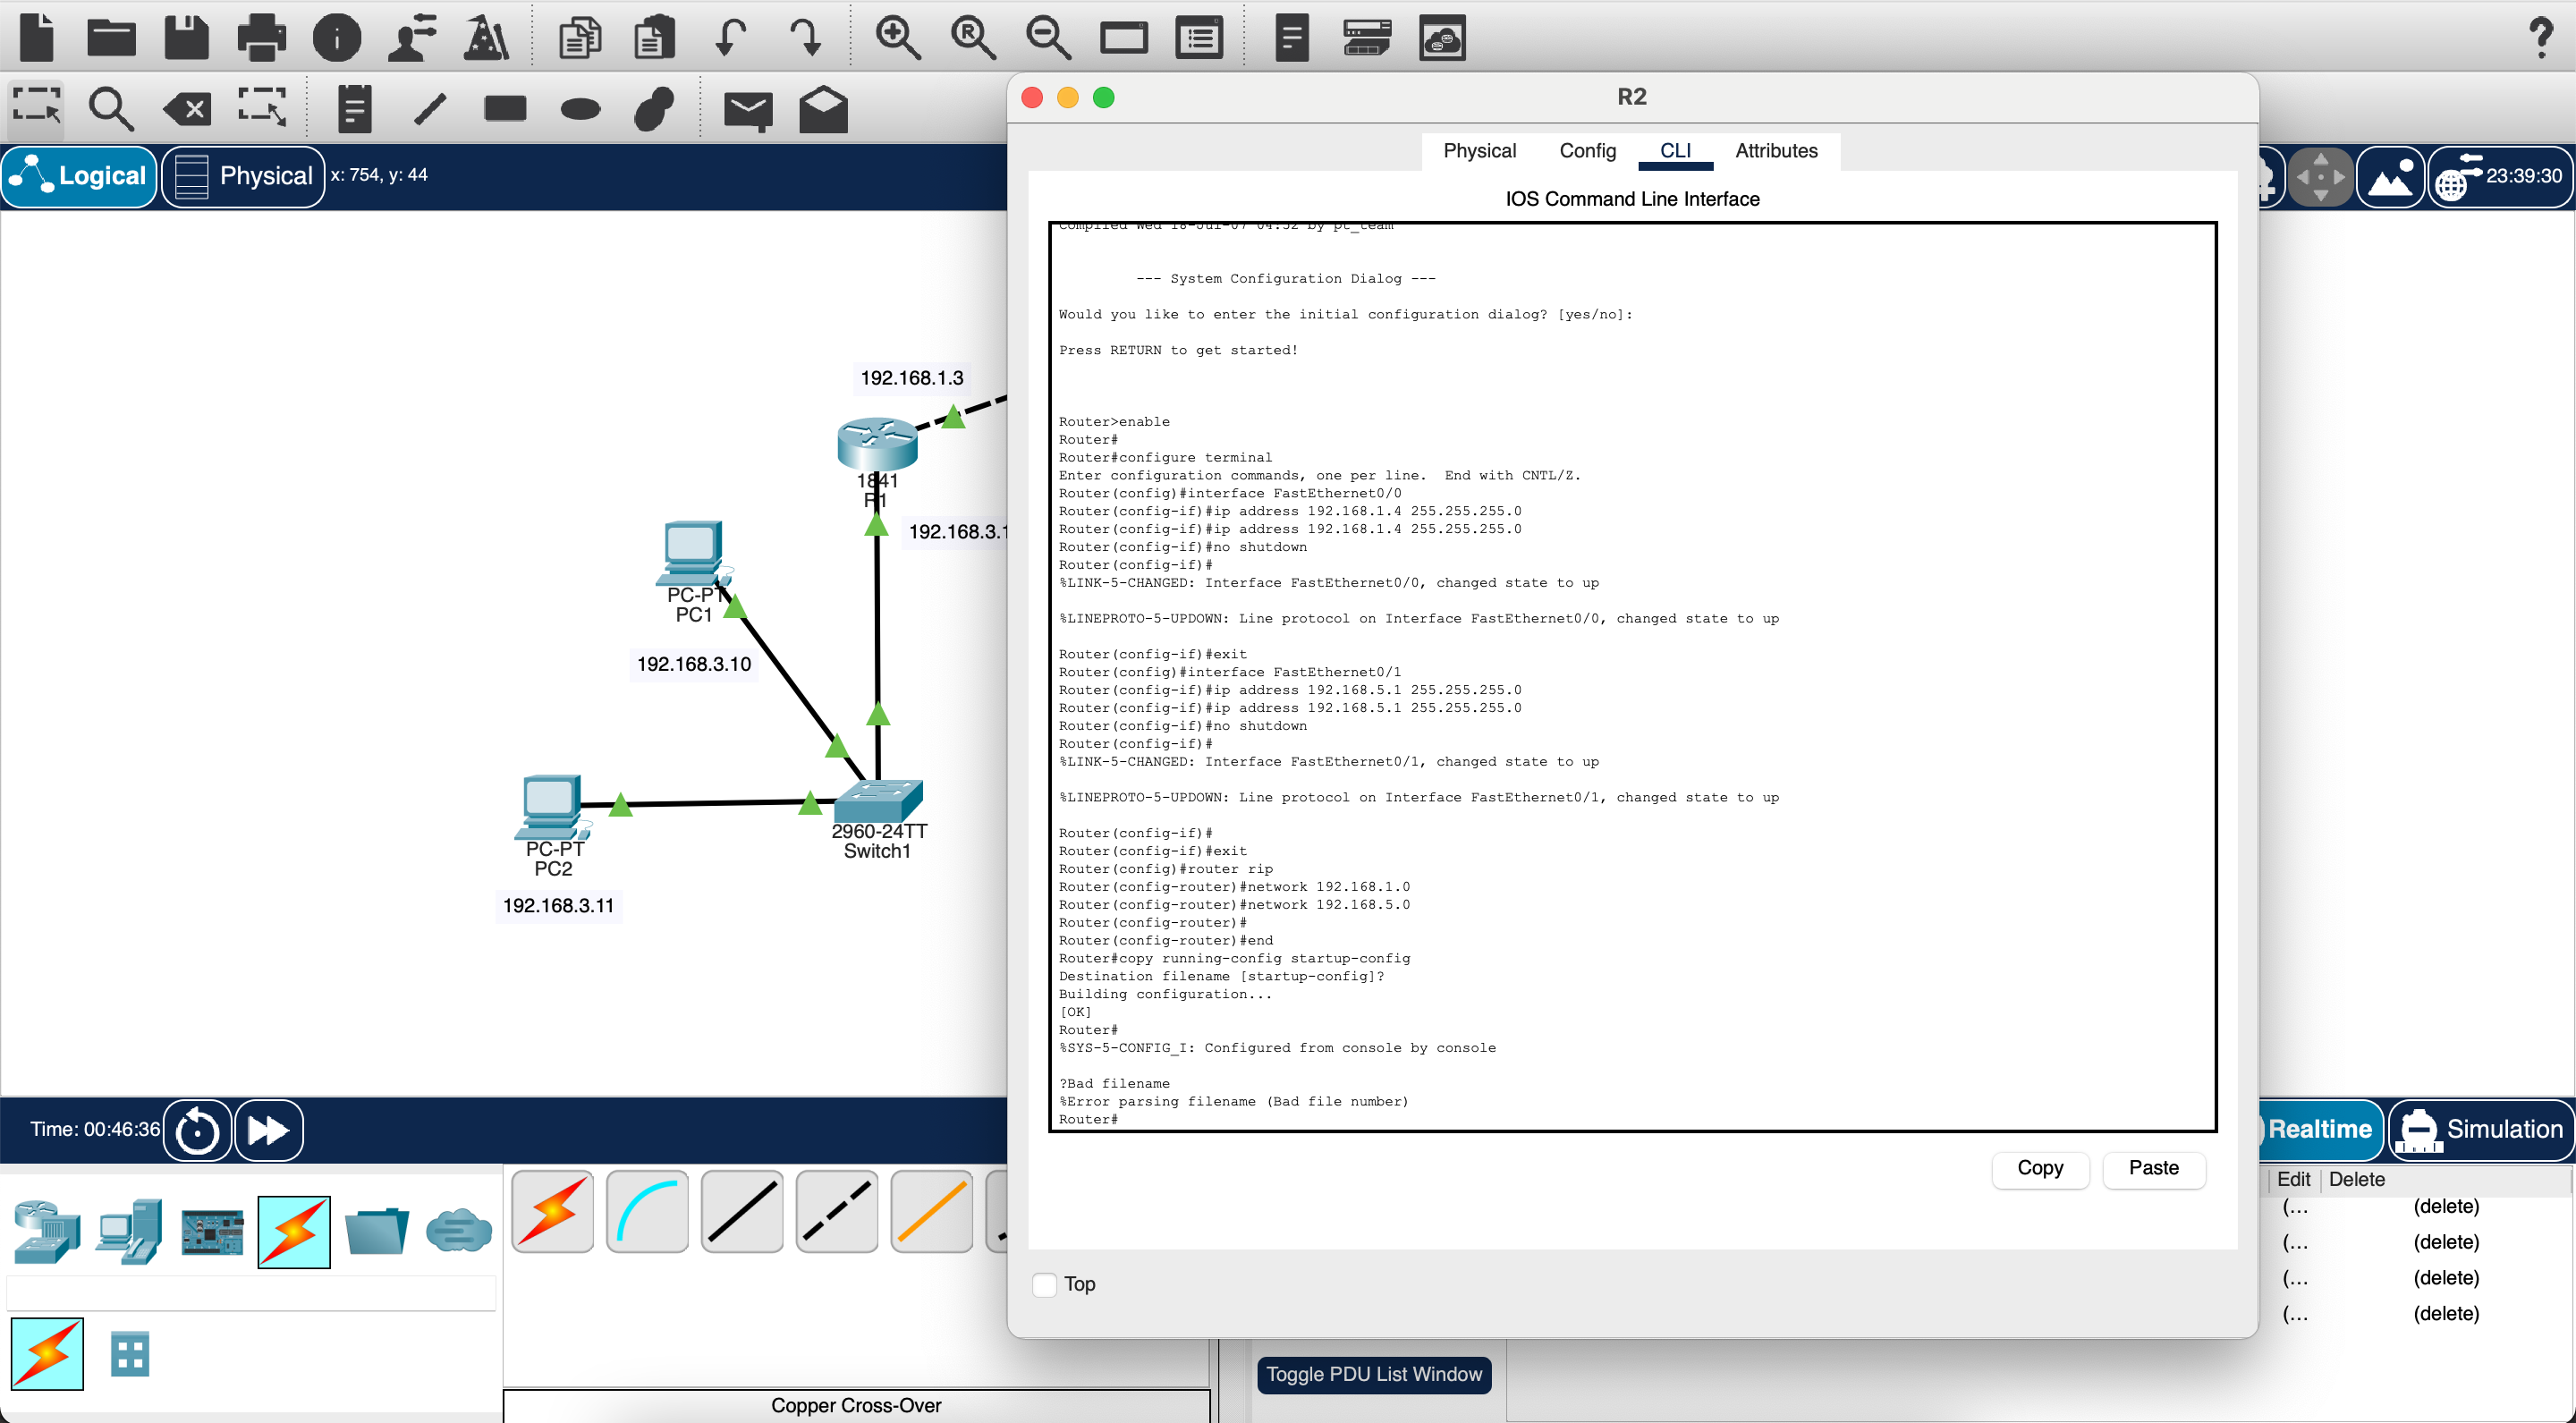 R2
Logical
Physical
x: 754, y: 44
23:39:30
Physical
Config
CLI
Attributes
IOS Command Line Interface
Compiled Wed 18-Jul-07 04:52 by pt_team
--- System Configuration Dialog ---
Would you like to enter the initial configuration dialog? [yes/no]:
Press RETURN to get started!
Router>enable
Router#
Router#configure terminal
Enter configuration commands, one per line.  End with CNTL/Z.
Router(config)#interface FastEthernet0/0
Router(config-if)#ip address 192.168.1.4 255.255.255.0
Router(config-if)#ip address 192.168.1.4 255.255.255.0
Router(config-if)#no shutdown
Router(config-if)#
%LINK-5-CHANGED: Interface FastEthernet0/0, changed state to up
%LINEPROTO-5-UPDOWN: Line protocol on Interface FastEthernet0/0, changed state to up
Router(config-if)#exit
Router(config)#interface FastEthernet0/1
Router(config-if)#ip address 192.168.5.1 255.255.255.0
Router(config-if)#ip address 192.168.5.1 255.255.255.0
Router(config-if)#no shutdown
Router(config-if)#
%LINK-5-CHANGED: Interface FastEthernet0/1, changed state to up
%LINEPROTO-5-UPDOWN: Line protocol on Interface FastEthernet0/1, changed state to up
Router(config-if)#
Router(config-if)#exit
Router(config)#router rip
Router(config-router)#network 192.168.1.0
Router(config-router)#network 192.168.5.0
Router(config-router)#
Router(config-router)#end
Router#copy running-config startup-config
Destination filename [startup-config]?
Building configuration...
[OK]
Router#
%SYS-5-CONFIG_I: Configured from console by console
?Bad filename
%Error parsing filename (Bad file number)
Router#
Copy
Paste
Top
192.168.1.3
1841
R1
192.168.3.1
PC-PT
PC1
192.168.3.10
2960-24TT
Switch1
PC-PT
PC2
192.168.3.11
Time: 00:46:36
Realtime
Simulation
Edit
Delete
(...
(delete)
(...
(delete)
(...
(delete)
(...
(delete)
Toggle PDU List Window
Copper Cross-Over